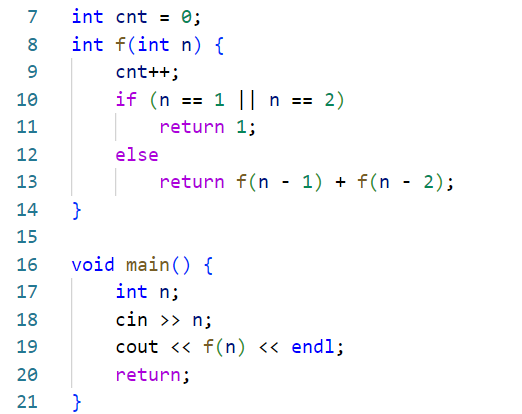 7 int cnt = 0;
8 int f(int n) {
9     cnt++;
10     if (n == 1 || n == 2)
11         return 1;
12     else
13         return f(n - 1) + f(n - 2);
14 }
15
16 void main() {
17     int n;
18     cin >> n;
19     cout << f(n) << endl;
20     return;
21 }